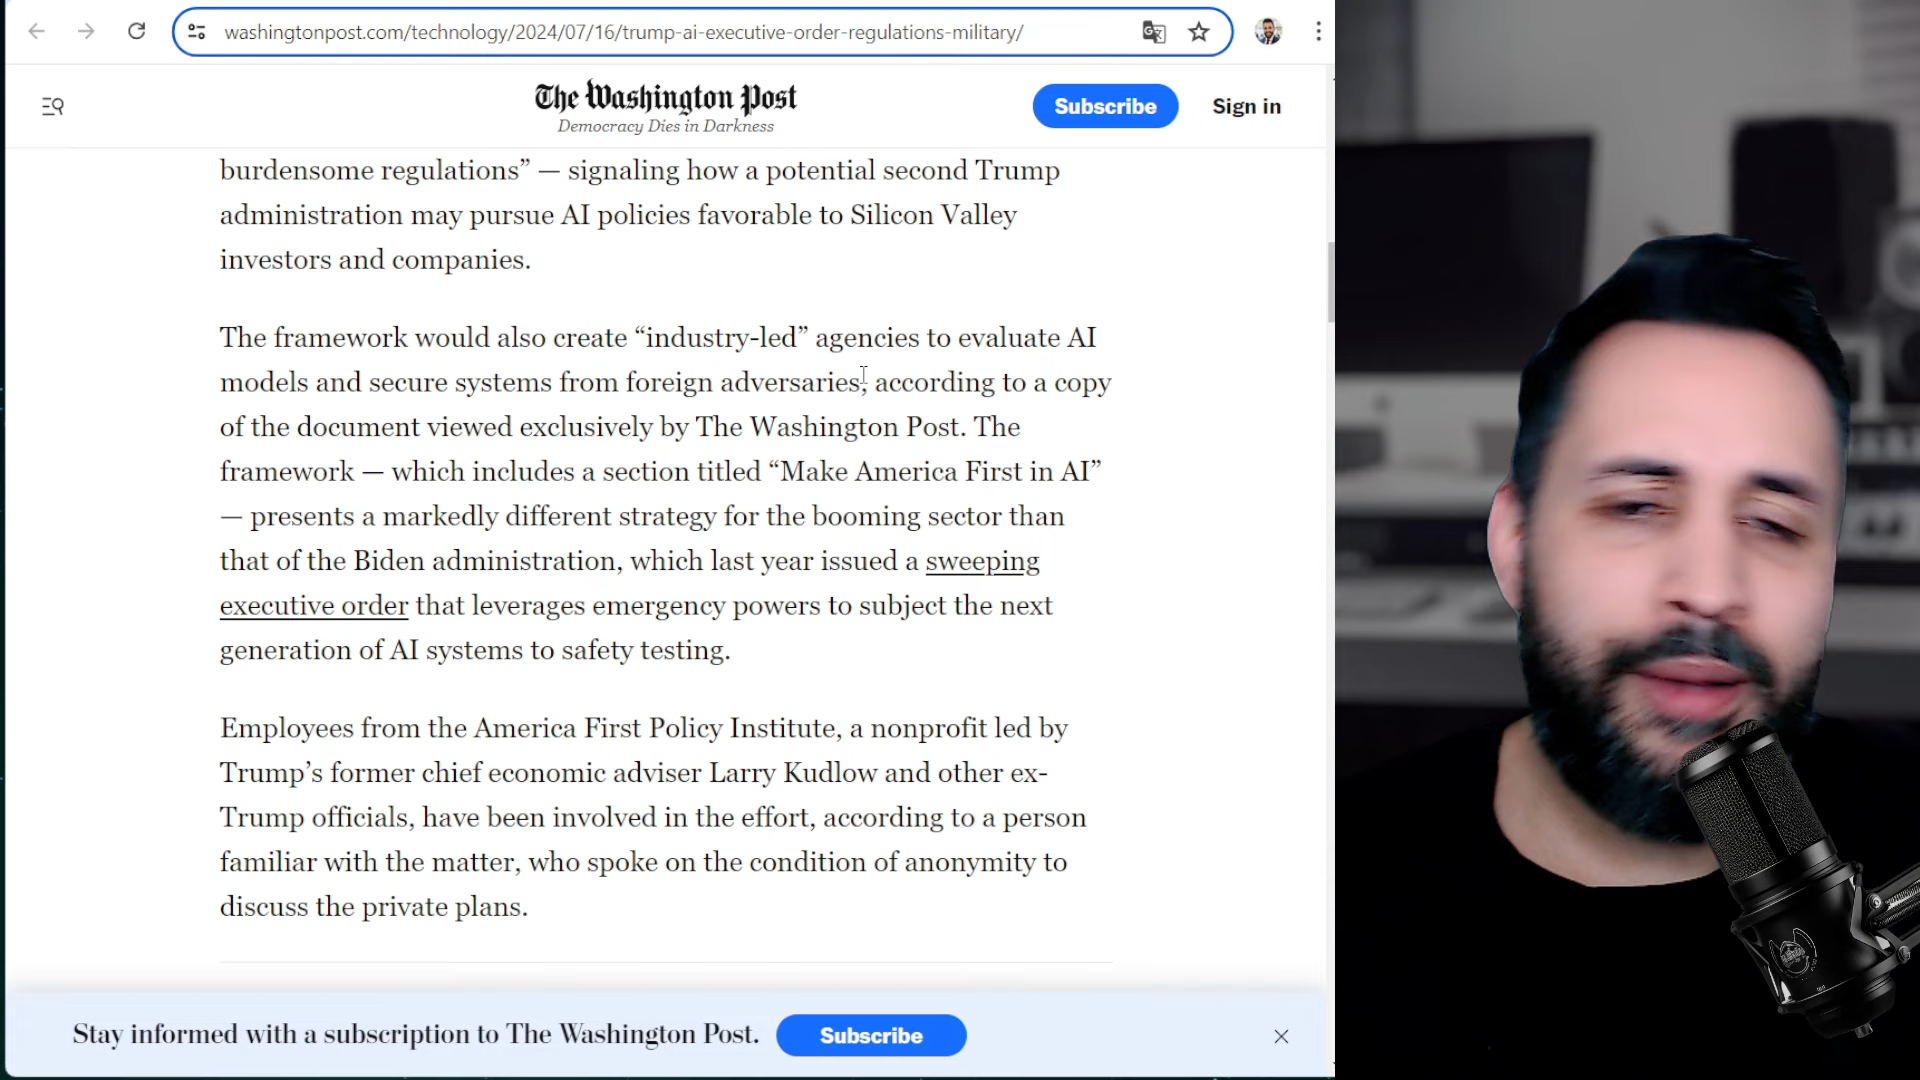 washingtonpost.com/technology/2024/07/16/trump-ai-executive-order-regulations-military/
The Washington Post
Democracy Dies in Darkness
Subscribe
Sign in
burdensome regulations” — signaling how a potential second Trump
administration may pursue AI policies favorable to Silicon Valley
investors and companies.
The framework would also create “industry-led” agencies to evaluate AI
models and secure systems from foreign adversaries, according to a copy
of the document viewed exclusively by The Washington Post. The
framework — which includes a section titled “Make America First in AI”
— presents a markedly different strategy for the booming sector than
that of the Biden administration, which last year issued a sweeping
executive order that leverages emergency powers to subject the next
generation of AI systems to safety testing.
Employees from the America First Policy Institute, a nonprofit led by
Trump’s former chief economic adviser Larry Kudlow and other ex-
Trump officials, have been involved in the effort, according to a person
familiar with the matter, who spoke on the condition of anonymity to
discuss the private plans.
Stay informed with a subscription to The Washington Post.
Subscribe